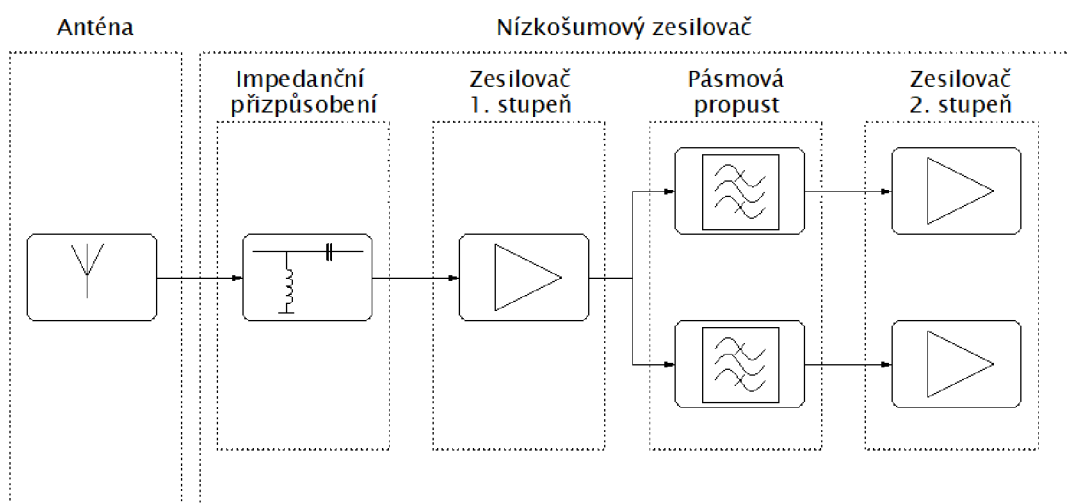 Anténa
Nízkošumový zesilovač
Impedanční
přizpůsobení
Zesilovač
1. stupeň
Pásmová
propust
Zesilovač
2. stupeň